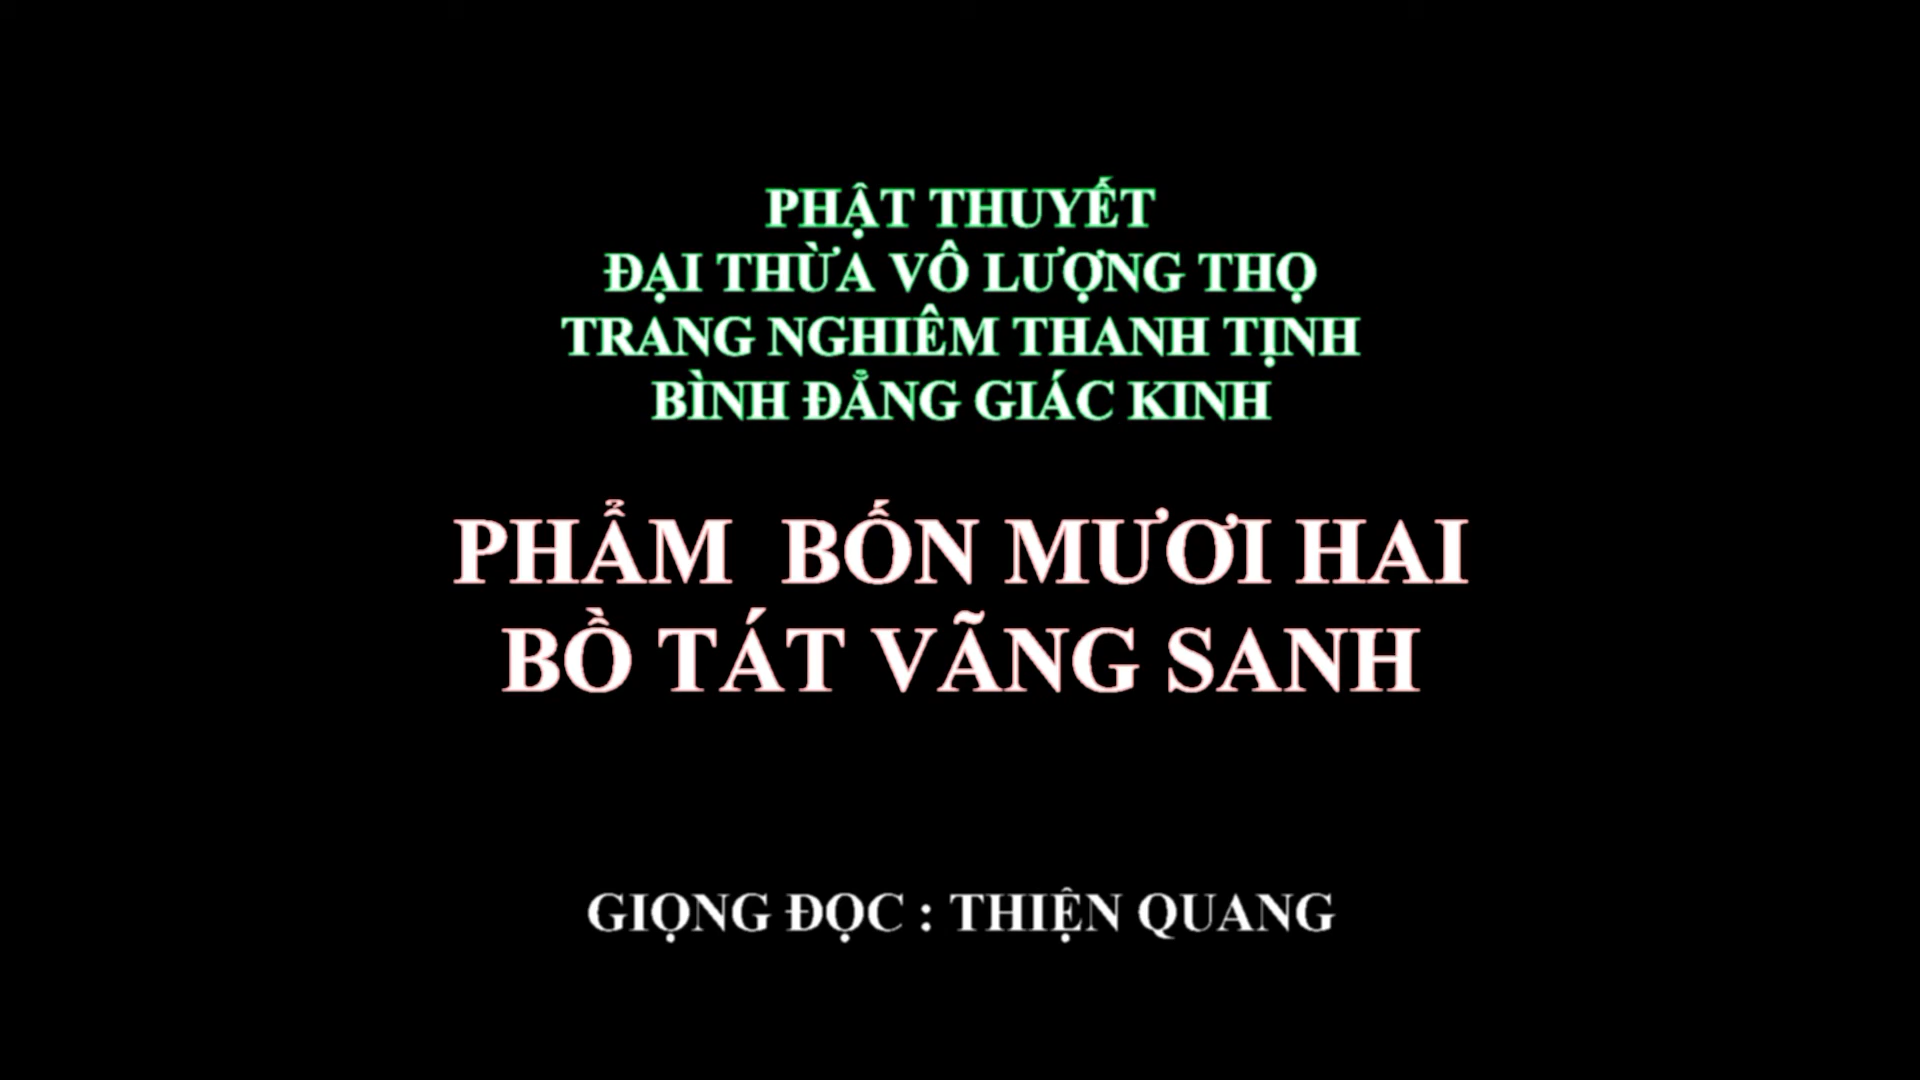 PHẬT THUYẾT
ĐẠI THỪA VÔ LƯỢNG THỌ
TRANG NGHIÊM THANH TỊNH
BÌNH ĐẲNG GIÁC KINH
PHẨM BỐN MƯƠI HAI
BỒ TÁT VÃNG SANH
GIỌNG ĐỌC : THIỆN QUANG